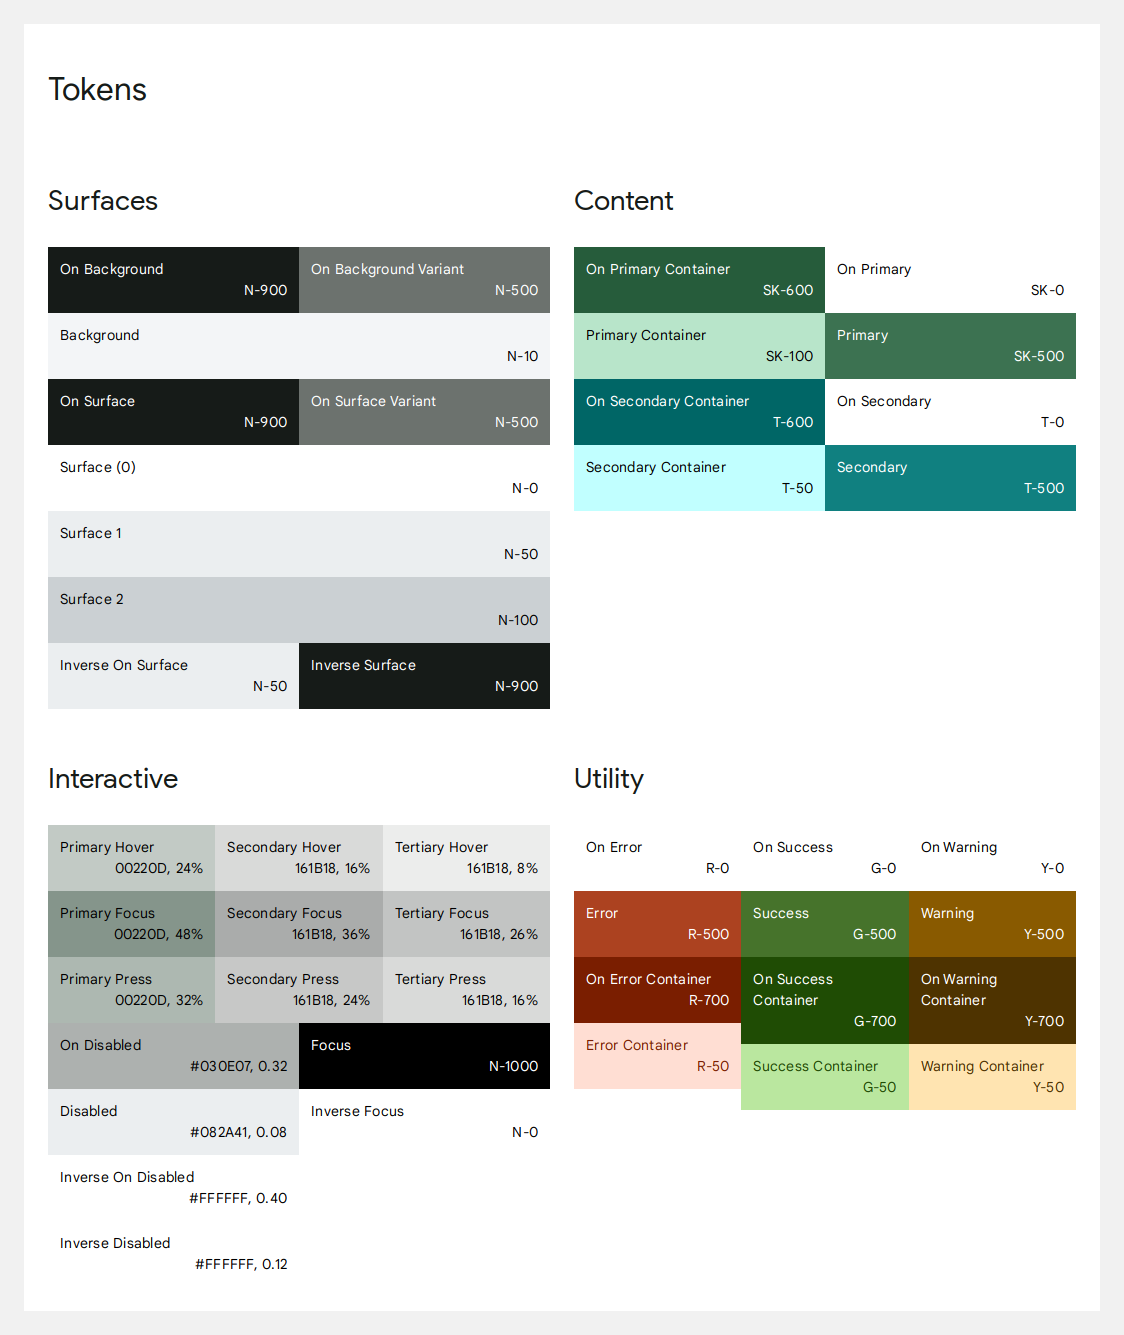 Tokens
Surfaces
On Background
N-900
On Background Variant
N-500
Background
N-10
On Surface
N-900
On Surface Variant
N-500
Surface (0)
N-0
Surface 1
N-50
Surface 2
N-100
Inverse On Surface
N-50
Inverse Surface
N-900
Content
On Primary Container
SK-600
On Primary
SK-0
Primary Container
SK-100
Primary
SK-500
On Secondary Container
T-600
On Secondary
T-0
Secondary Container
T-50
Secondary
T-500
Interactive
Primary Hover
00220D, 24%
Secondary Hover
161B18, 16%
Tertiary Hover
161B18, 8%
Primary Focus
00220D, 48%
Secondary Focus
161B18, 36%
Tertiary Focus
161B18, 26%
Primary Press
00220D, 32%
Secondary Press
161B18, 24%
Tertiary Press
161B18, 16%
On Disabled
#030E07, 0.32
Focus
N-1000
Disabled
#082A41, 0.08
Inverse Focus
N-0
Inverse On Disabled
#FFFFFF, 0.40
Inverse Disabled
#FFFFFF, 0.12
Utility
On Error
R-0
On Success
G-0
On Warning
Y-0
Error
R-500
Success
G-500
Warning
Y-500
On Error Container
R-700
On Success
Container
G-700
On Warning
Container
Y-700
Error Container
R-50
Success Container
G-50
Warning Container
Y-50